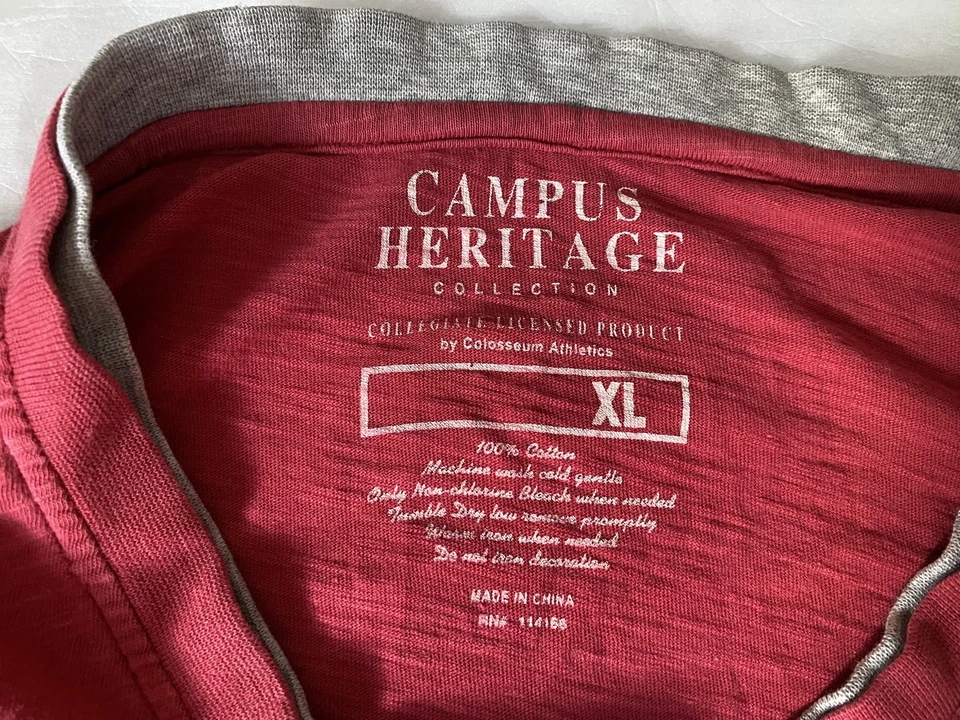 CAMPUS
HERITAGE
COLLECTION
COLLEGIATE LICENSED PRODUCT
by Colosseum Athletics
XL
100% Cotton
Machine wash cold gentle
Only Non-chlorine Bleach when needed
Tumble Dry low remove promptly
Warm iron when needed
Do not iron decoration
MADE IN CHINA
RN# 114166